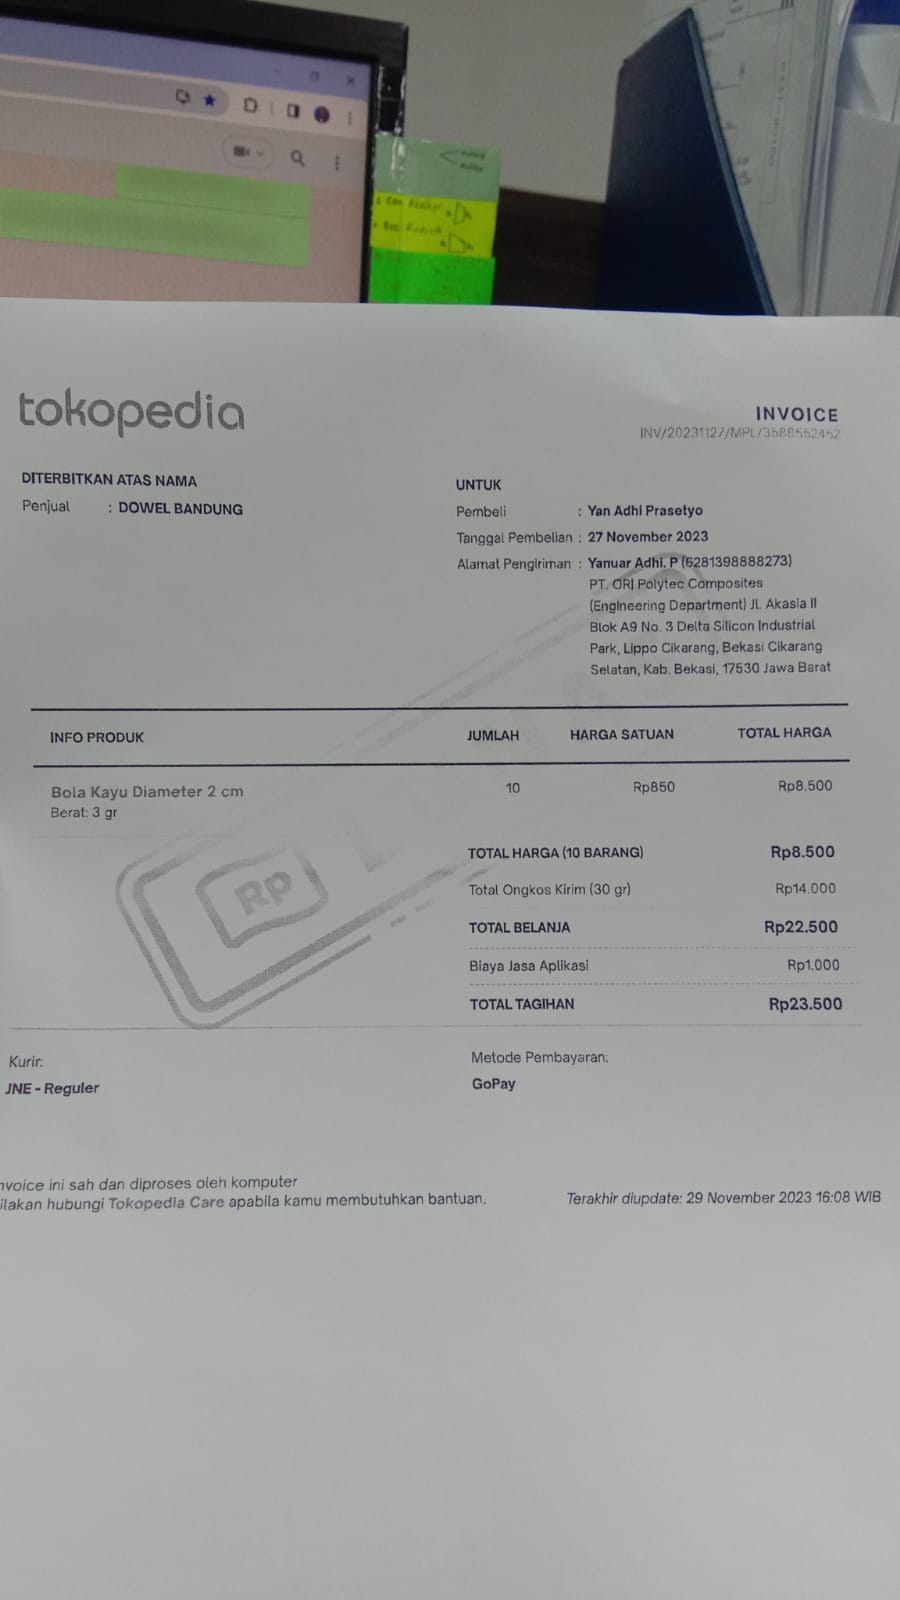 tokopedia
INVOICE
INV/20231127/MPL/3588552452
DITERBITKAN ATAS NAMA
Penjual : DOWEL BANDUNG
UNTUK
Pembeli : Yan Adhi Prasetyo
Tanggal Pembelian : 27 November 2023
Alamat Pengiriman : Yanuar Adhi. P (6281398888273)
PT. ORI Polytec Composites
(Engineering Department) Jl. Akasia II
Blok A9 No. 3 Delta Silicon Industrial
Park, Lippo Cikarang, Bekasi Cikarang
Selatan, Kab. Bekasi, 17530 Jawa Barat
INFO PRODUK JUMLAH HARGA SATUAN TOTAL HARGA
Bola Kayu Diameter 2 cm 10 Rp850 Rp8.500
Berat: 3 gr
TOTAL HARGA (10 BARANG) Rp8.500
Total Ongkos Kirim (30 gr) Rp14.000
TOTAL BELANJA Rp22.500
Biaya Jasa Aplikasi Rp1.000
TOTAL TAGIHAN Rp23.500
RP
Kurir:
JNE - Reguler
Metode Pembayaran:
GoPay
nvoice ini sah dan diproses oleh komputer
ilakan hubungi Tokopedia Care apabila kamu membutuhkan bantuan.
Terakhir diupdate: 29 November 2023 16:08 WIB